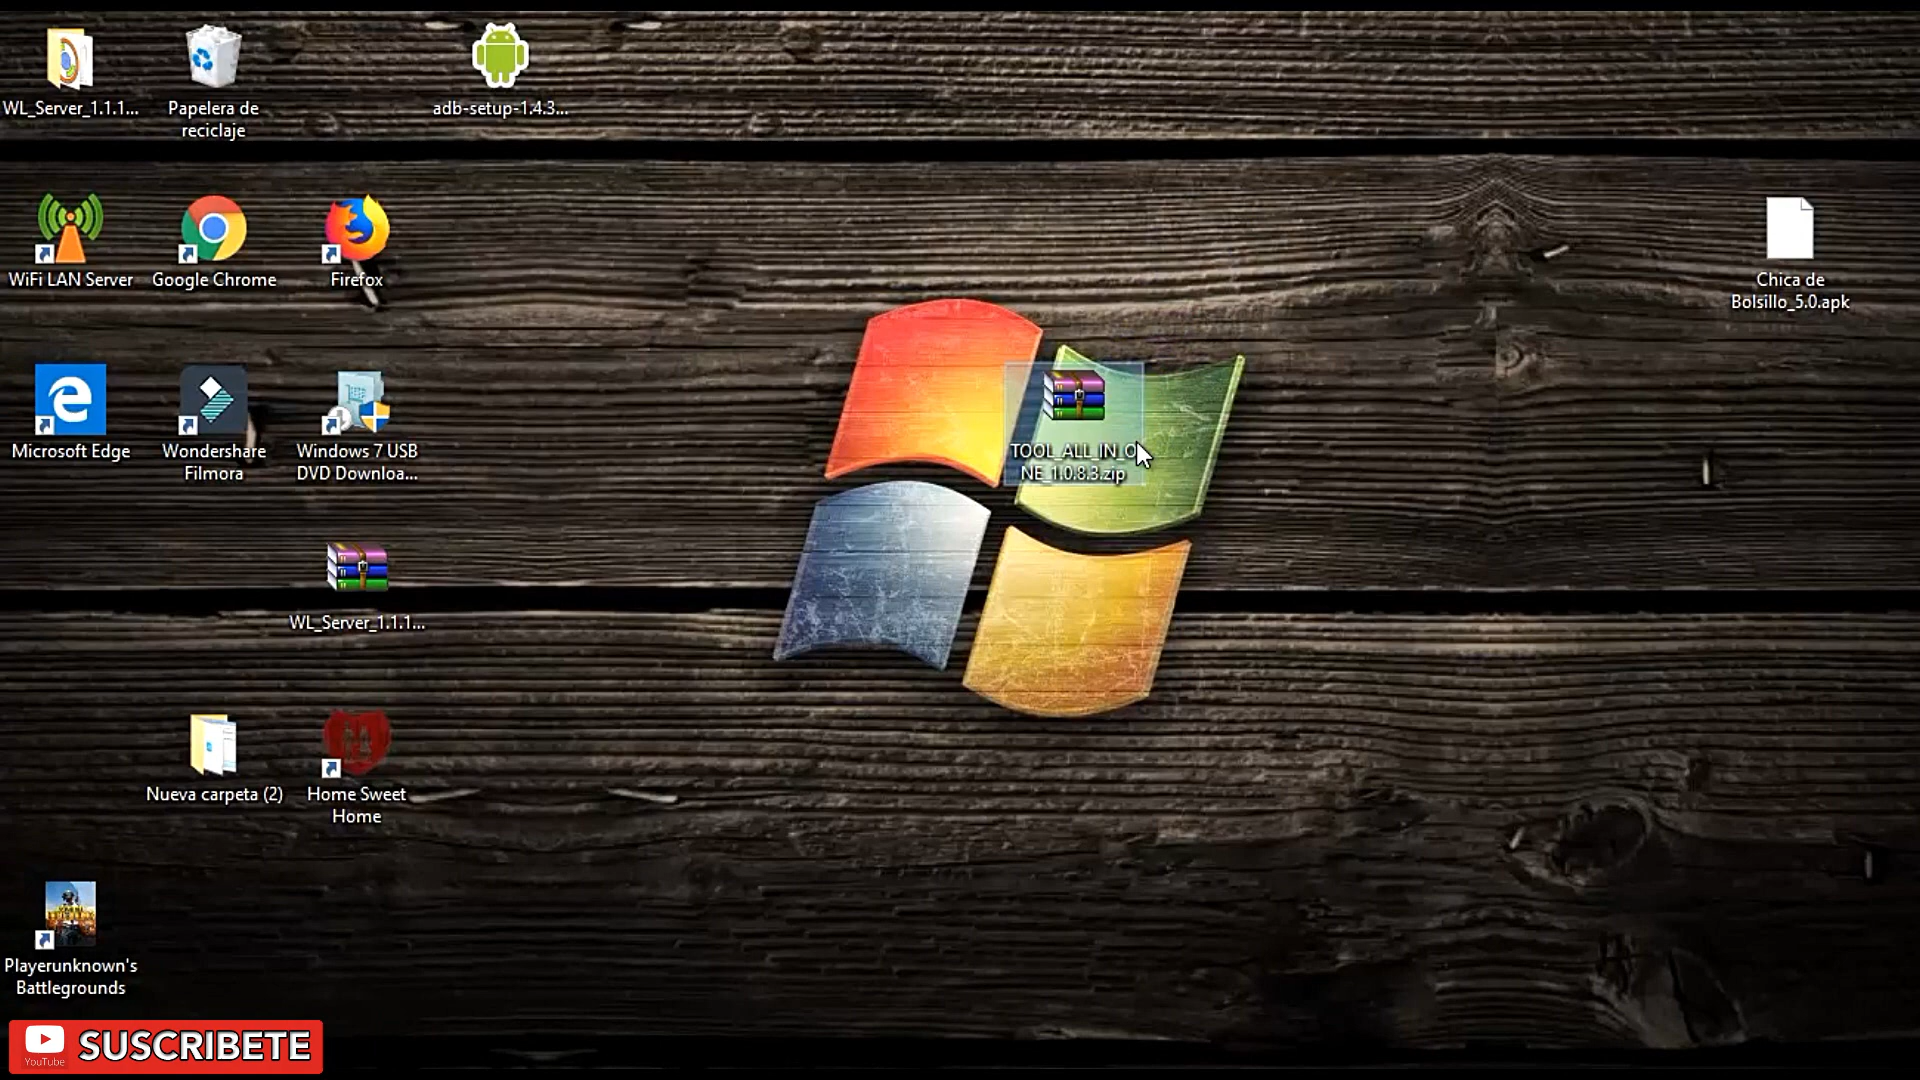 WL_Server_1.1.1...
Papelera de
reciclaje
adb-setup-1.4.3...
WiFi LAN Server
Google Chrome
Firefox
Chica de
Bolsillo_5.0.apk
Microsoft Edge
Wondershare
Filmora
Windows 7 USB
DVD Downloa...
TOOL_ALL_IN_O
NE_1.0.8.3.zip
WL_Server_1.1.1...
Nueva carpeta (2)
Home Sweet
Home
Playerunknown's
Battlegrounds
YouTube
SUSCRIBETE